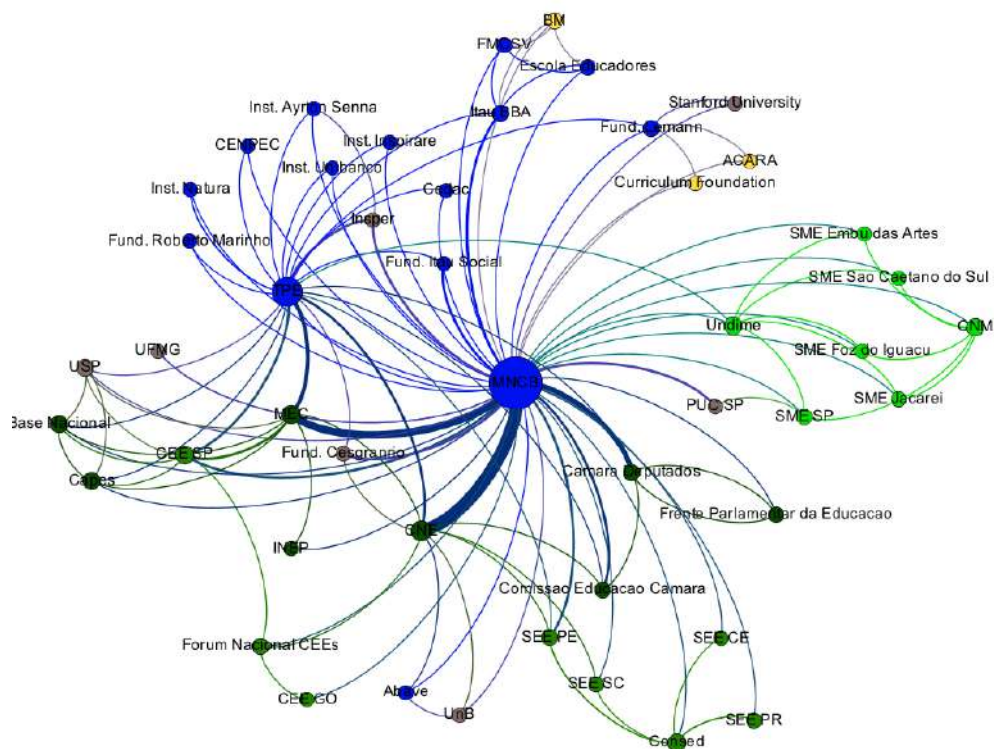 BM
FMCSV
Escola Educadores
Inst. Ayrton Senna
Itau BBA
Stanford University
Fund. Lemann
CENPEC
Inst. Inspirare
Inst. Unibanco
ACARA
Curriculum Foundation
Inst. Natura
Cedac
Insper
Fund. Roberto Marinho
SME Embu das Artes
Fund. Itau Social
SME Sao Caetano do Sul
TPE
Undime
CNM
UFMG
SME Foz do Iguacu
USP
MNCB
SME Jacarei
PUC SP
SME SP
MEC
Base Nacional
CEE SP
Fund. Cesgranrio
Camara Deputados
Capes
Frente Parlamentar da Educacao
CNE
INEP
Comissao Educacao Camara
SEE PE
SEE CE
Forum Nacional CEEs
SEE SC
CEE GO
Abave
UnB
SEE PR
Consed